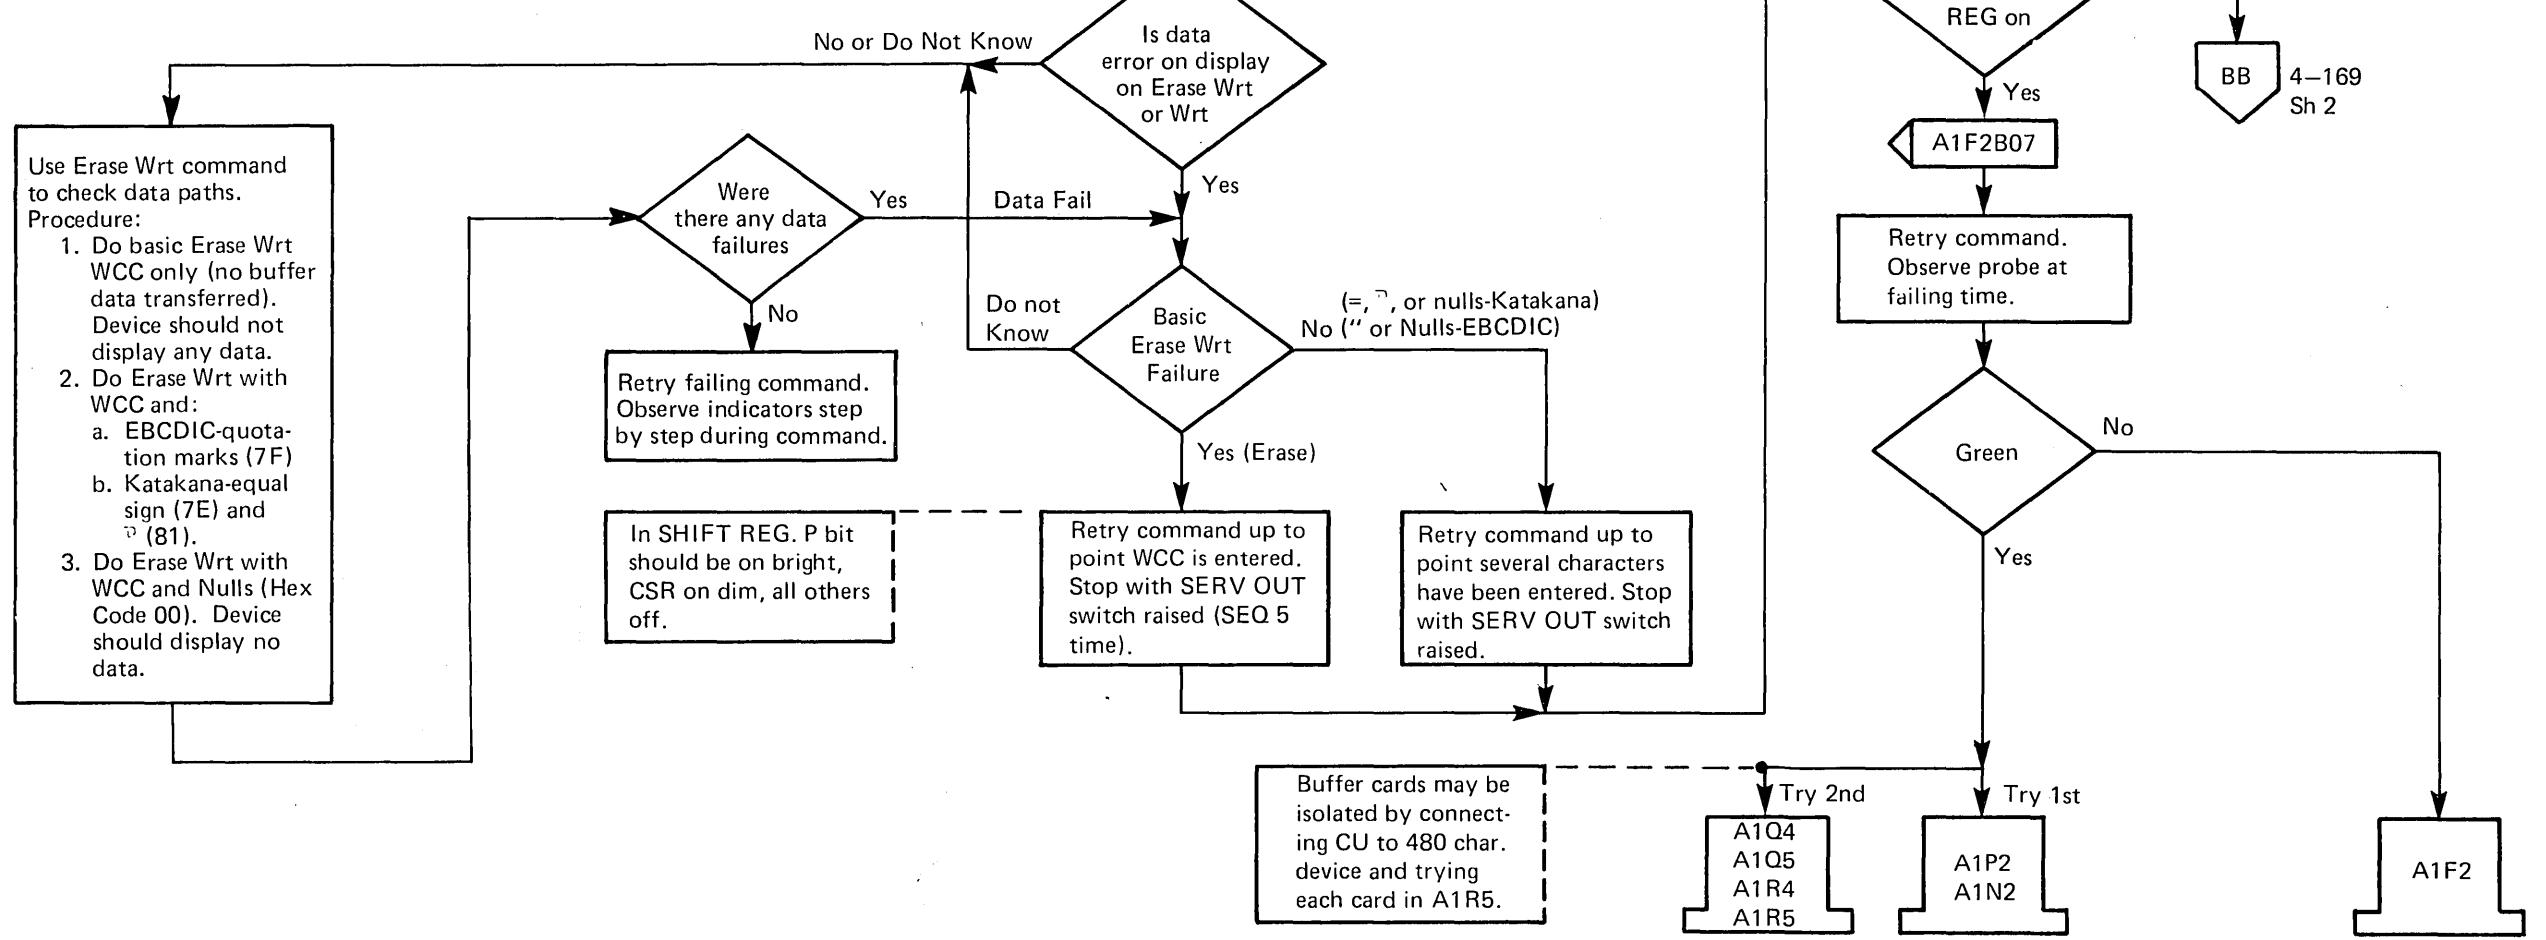 No or Do Not Know
Is data
error on display
on Erase Wrt
or Wrt
REG on
Yes
BB
4–169
Sh 2
A1F2B07
Use Erase Wrt command
to check data paths.
Procedure:
1. Do basic Erase Wrt
WCC only (no buffer
data transferred).
Device should not
display any data.
2. Do Erase Wrt with
WCC and:
a. EBCDIC-quota-
tion marks (7F)
b. Katakana-equal
sign (7E) and
(81).
3. Do Erase Wrt with
WCC and Nulls (Hex
Code 00). Device
should display no
data.
Were
there any data
failures
Yes
Data Fail
Yes
No
Retry failing command.
Observe indicators step
by step during command.
Do not
Know
Basic
Erase Wrt
Failure
(=, , or nulls-Katakana)
No (“ or Nulls-EBCDIC)
Yes (Erase)
In SHIFT REG. P bit
should be on bright,
CSR on dim, all others
off.
Retry command up to
point WCC is entered.
Stop with SERV OUT
switch raised (SEQ 5
time).
Retry command up to
point several characters
have been entered. Stop
with SERV OUT switch
raised.
Retry command.
Observe probe at
failing time.
Green
No
Yes
Buffer cards may be
isolated by connect-
ing CU to 480 char.
device and trying
each card in A1R5.
Try 2nd
Try 1st
A1Q4
A1Q5
A1R4
A1R5
A1P2
A1N2
A1F2